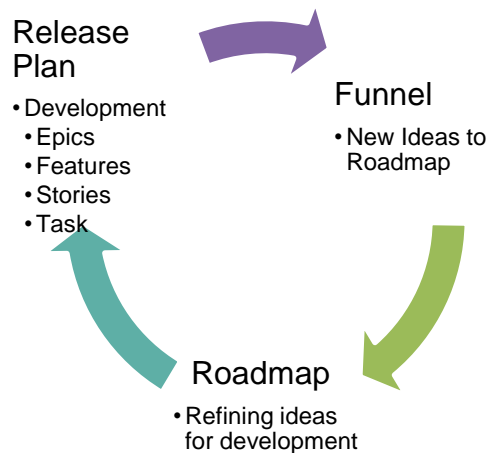 Release
Plan
• Development
• Epics
• Features
• Stories
• Task
Funnel
• New Ideas to
Roadmap
Roadmap
• Refining ideas
for development